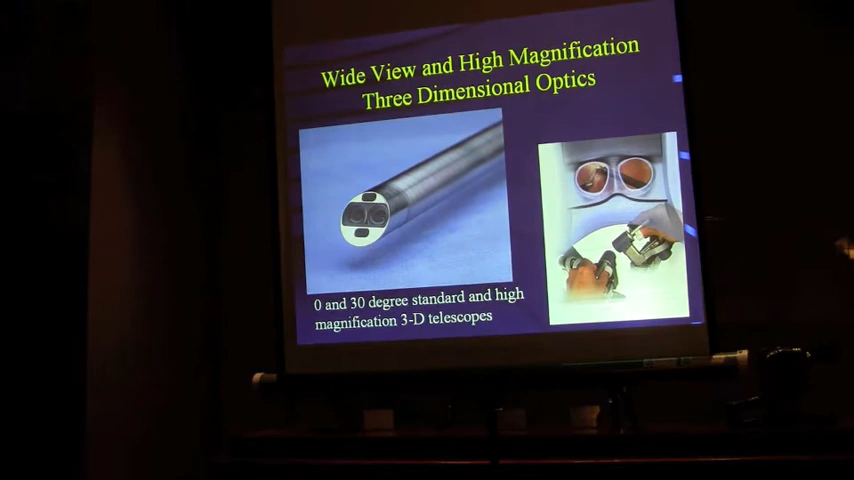 Wide View and High Magnification
Three Dimensional Optics
0 and 30 degree standard and high
magnification 3-D telescopes